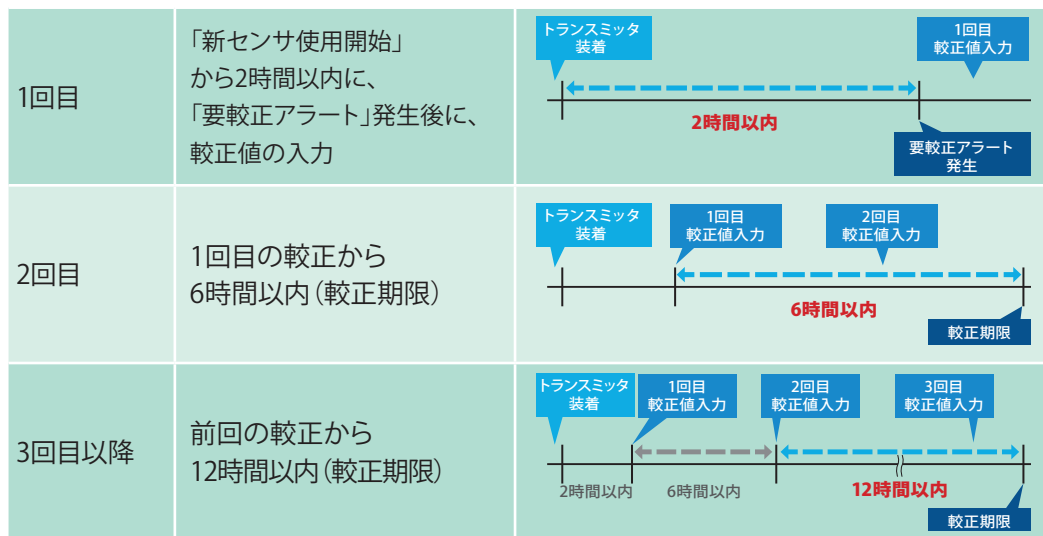 1回目
「新センサ使用開始」
から2時間以内に、
「要較正アラート」発生後に、
較正値の入力
トランスミッタ
装着
1回目
較正値入力
2時間以内
要較正アラート
発生
2回目
1回目の較正から
6時間以内(較正期限)
トランスミッタ
装着
1回目
較正値入力
2回目
較正値入力
6時間以内
較正期限
3回目以降
前回の較正から
12時間以内(較正期限)
トランスミッタ
装着
1回目
較正値入力
2回目
較正値入力
3回目
較正値入力
2時間以内
6時間以内
12時間以内
較正期限